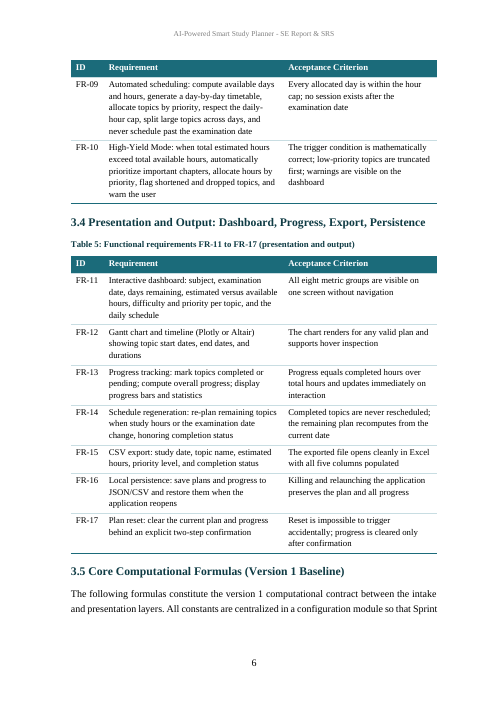 AI-Powered Smart Study Planner - SE Report & SRS
ID Requirement Acceptance Criterion
FR-09 Automated scheduling: compute available days Every allocated day is within the hour
and hours, generate a day-by-day timetable, cap; no session exists after the
allocate topics by priority, respect the daily- examination date
hour cap, split large topics across days, and
never schedule past the examination date
FR-10 High-Yield Mode: when total estimated hours The trigger condition is mathematically
exceed total available hours, automatically correct; low-priority topics are truncated
prioritize important chapters, allocate hours by first; warnings are visible on the
priority, flag shortened and dropped topics, and dashboard
warn the user
3.4 Presentation and Output: Dashboard, Progress, Export, Persistence
Table 5: Functional requirements FR-11 to FR-17 (presentation and output)
ID Requirement Acceptance Criterion
FR-11 Interactive dashboard: subject, examination All eight metric groups are visible on
date, days remaining, estimated versus available one screen without navigation
hours, difficulty and priority per topic, and the
daily schedule
FR-12 Gantt chart and timeline (Plotly or Altair) The chart renders for any valid plan and
showing topic start dates, end dates, and supports hover inspection
durations
FR-13 Progress tracking: mark topics completed or Progress equals completed hours over
pending; compute overall progress; display total hours and updates immediately on
progress bars and statistics interaction
FR-14 Schedule regeneration: re-plan remaining topics Completed topics are never rescheduled;
when study hours or the examination date the remaining plan recomputes from the
change, honoring completion status current date
FR-15 CSV export: study date, topic name, estimated The exported file opens cleanly in Excel
hours, priority level, and completion status with all five columns populated
FR-16 Local persistence: save plans and progress to Killing and relaunching the application
JSON/CSV and restore them when the preserves the plan and all progress
application reopens
FR-17 Plan reset: clear the current plan and progress Reset is impossible to trigger
behind an explicit two-step confirmation accidentally; progress is cleared only
after confirmation
3.5 Core Computational Formulas (Version 1 Baseline)
The following formulas constitute the version 1 computational contract between the intake
and presentation layers. All constants are centralized in a configuration module so that Sprint
6